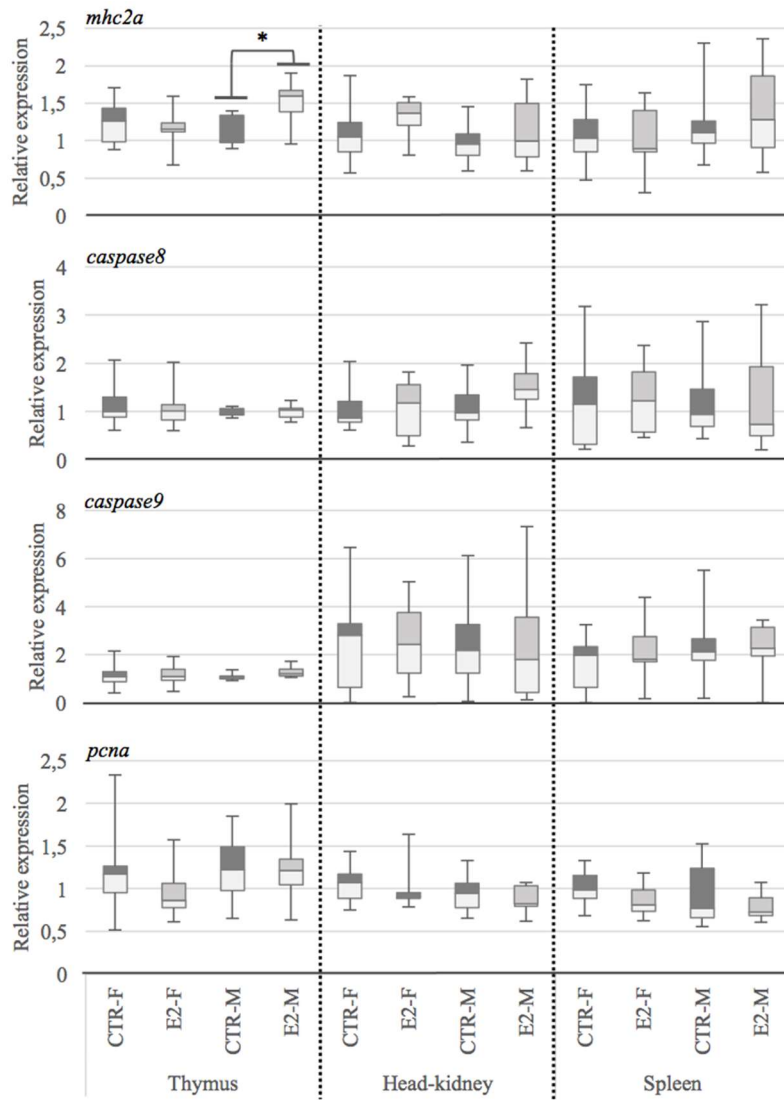 mhc2a
Relative expression
2,5
2
1,5
1
0,5
0
*
caspase8
Relative expression
4
3
2
1
0
caspase9
Relative expression
8
6
4
2
0
pcna
Relative expression
2,5
2
1,5
1
0,5
0
CTR-F E2-F CTR-M E2-M CTR-F E2-F CTR-M E2-M CTR-F E2-F CTR-M E2-M
Thymus Head-kidney Spleen